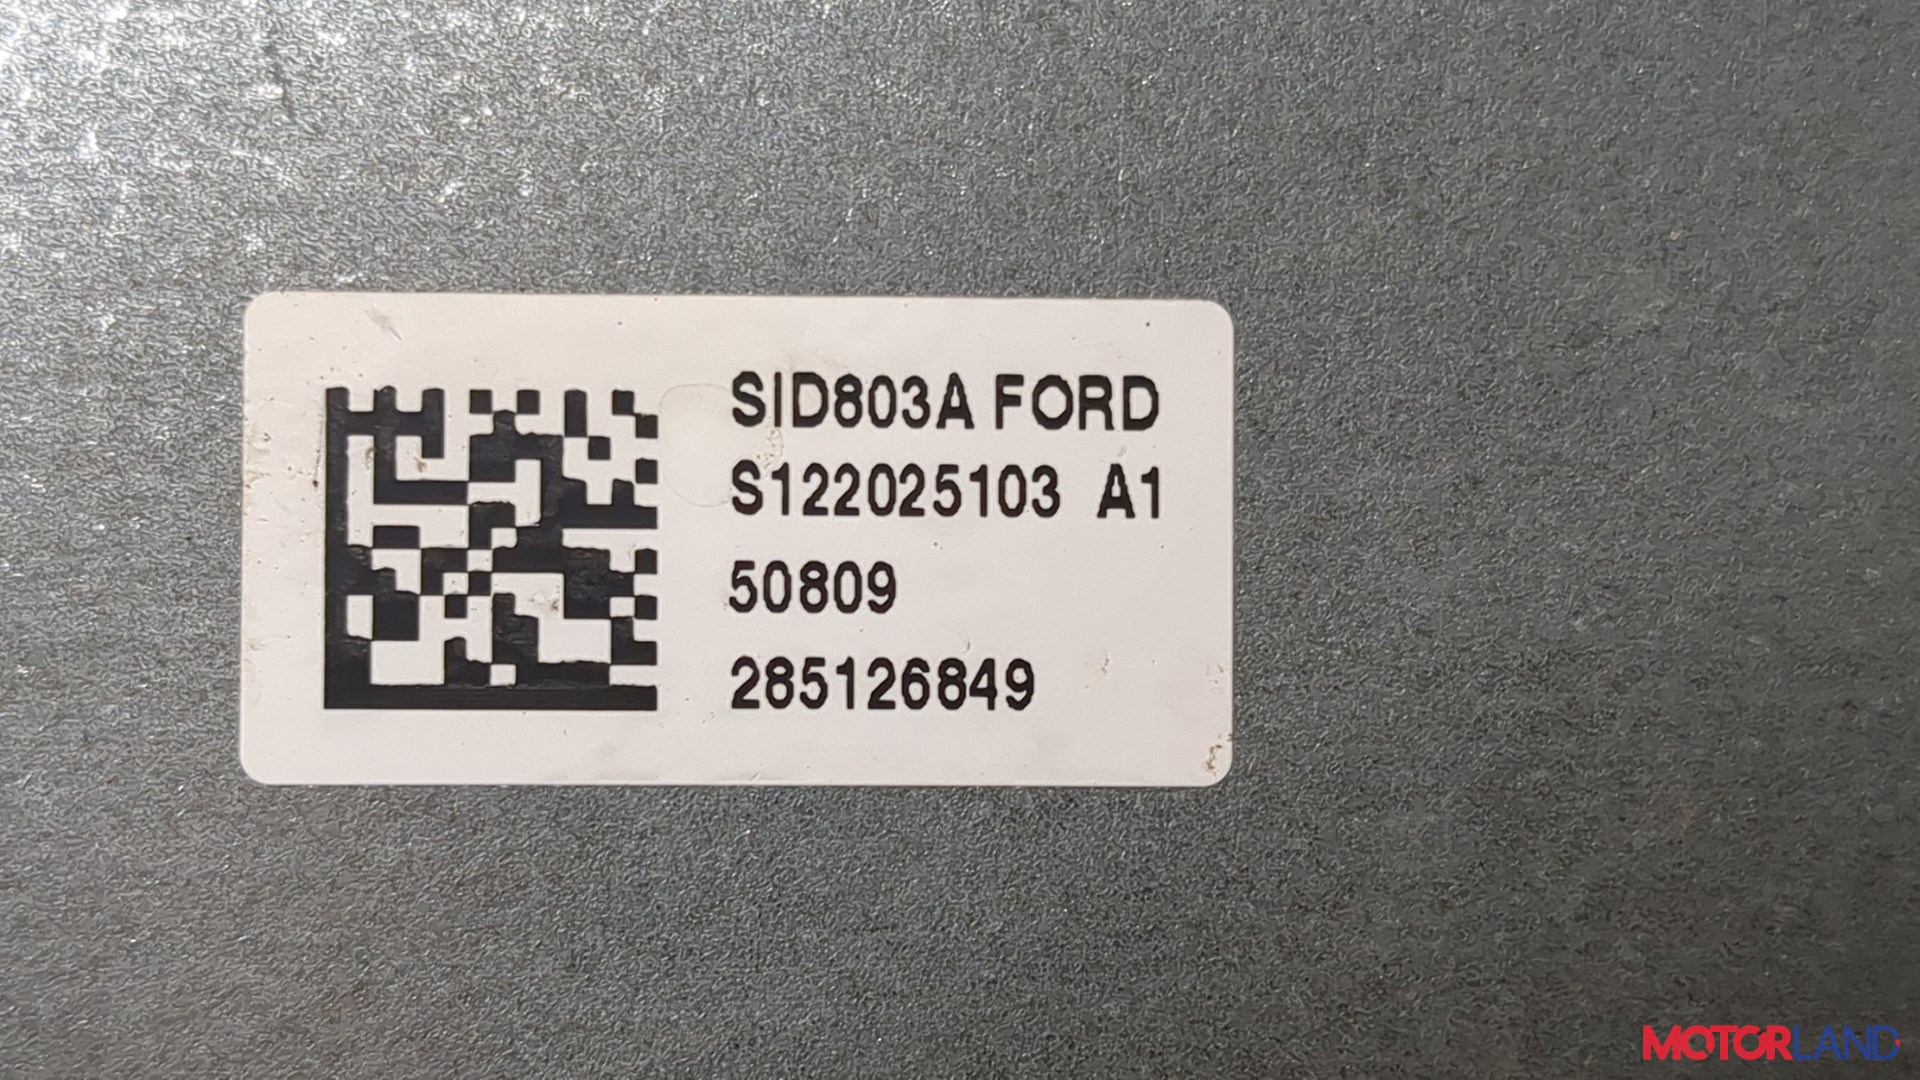 SID803A FORD
S122025103 A1
50809
285126849
MOTORLAND